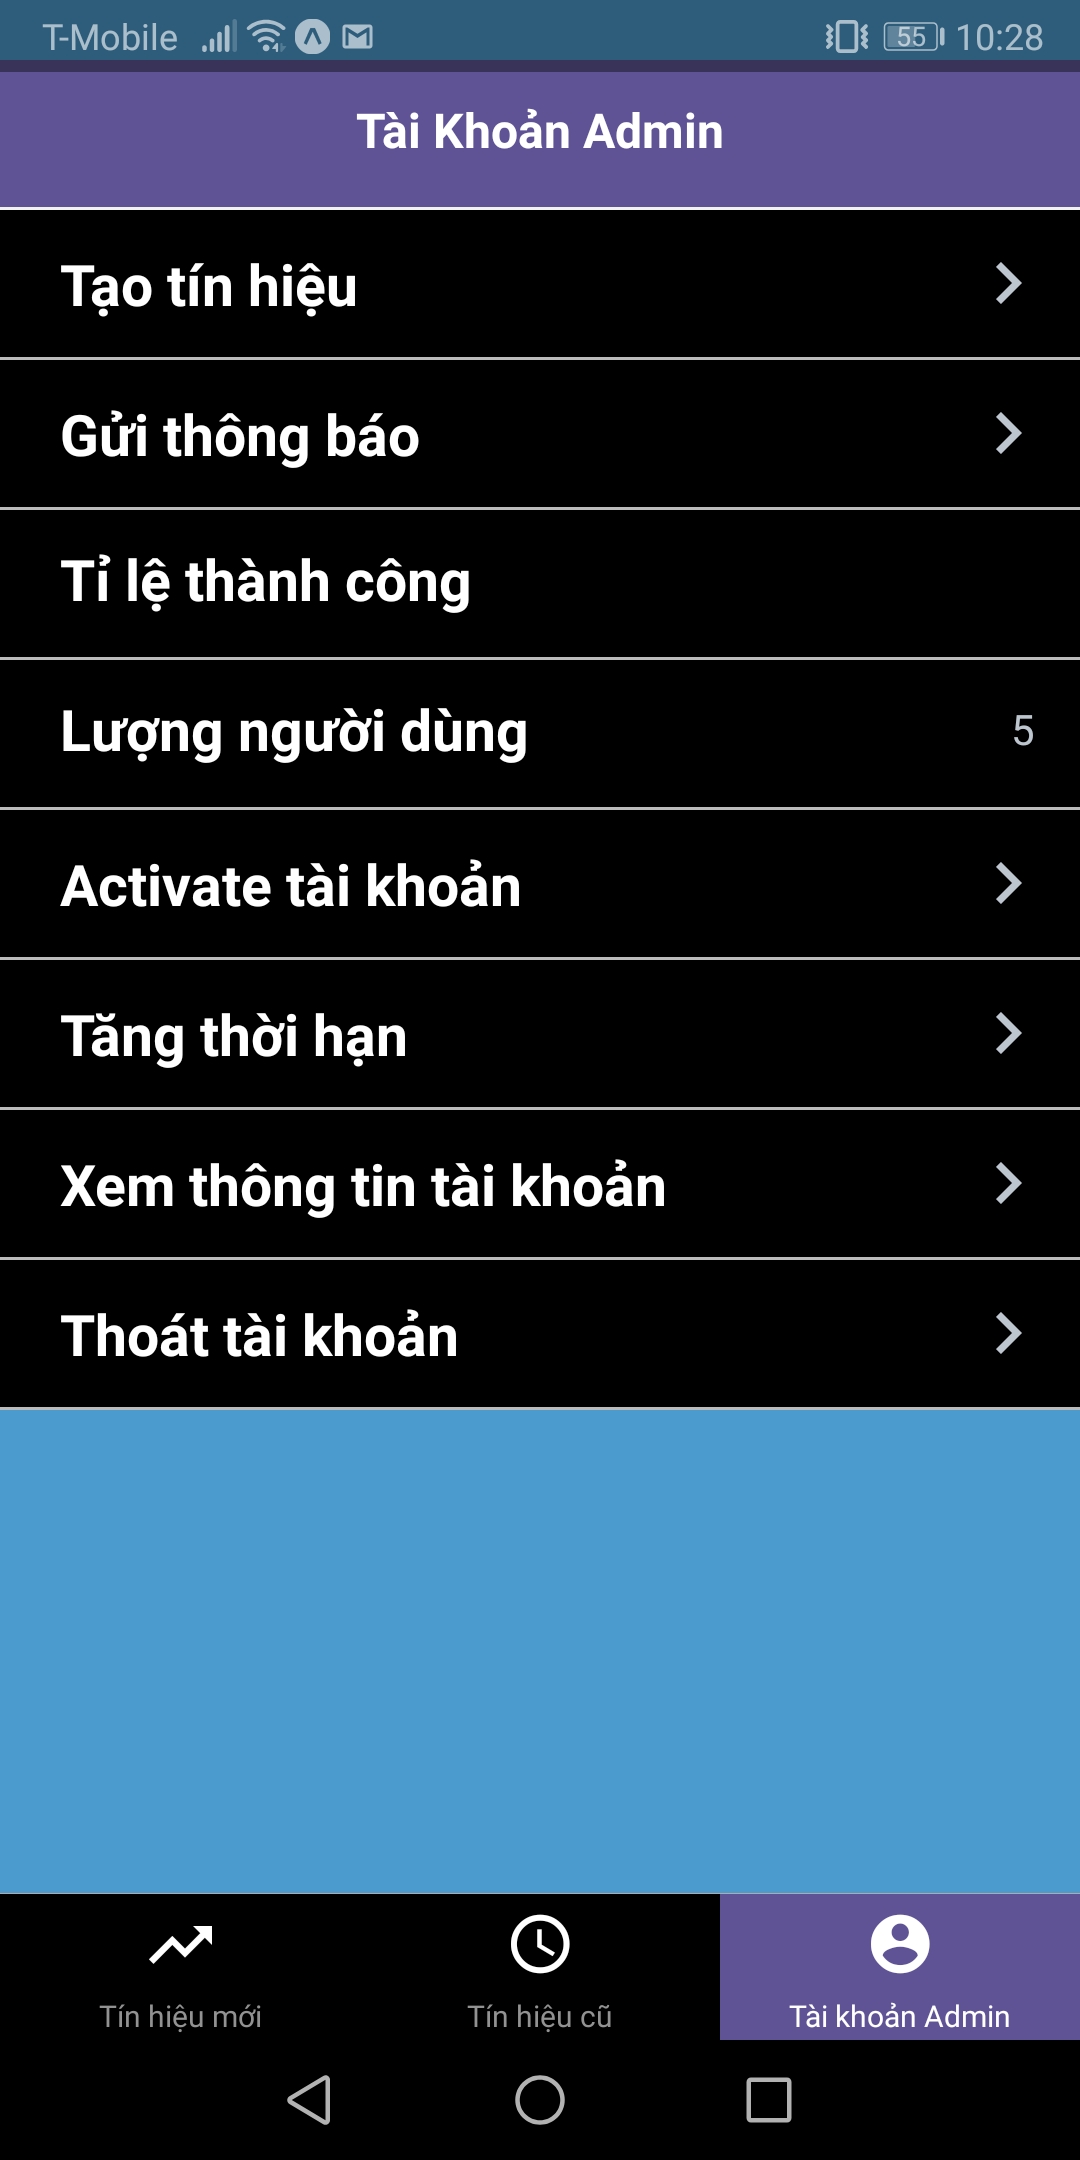 T-Mobile 55 10:28
Tài Khoản Admin
Tạo tín hiệu
Gửi thông báo
Tỉ lệ thành công
Lượng người dùng 5
Activate tài khoản
Tăng thời hạn
Xem thông tin tài khoản
Thoát tài khoản
Tín hiệu mới Tín hiệu cũ Tài khoản Admin